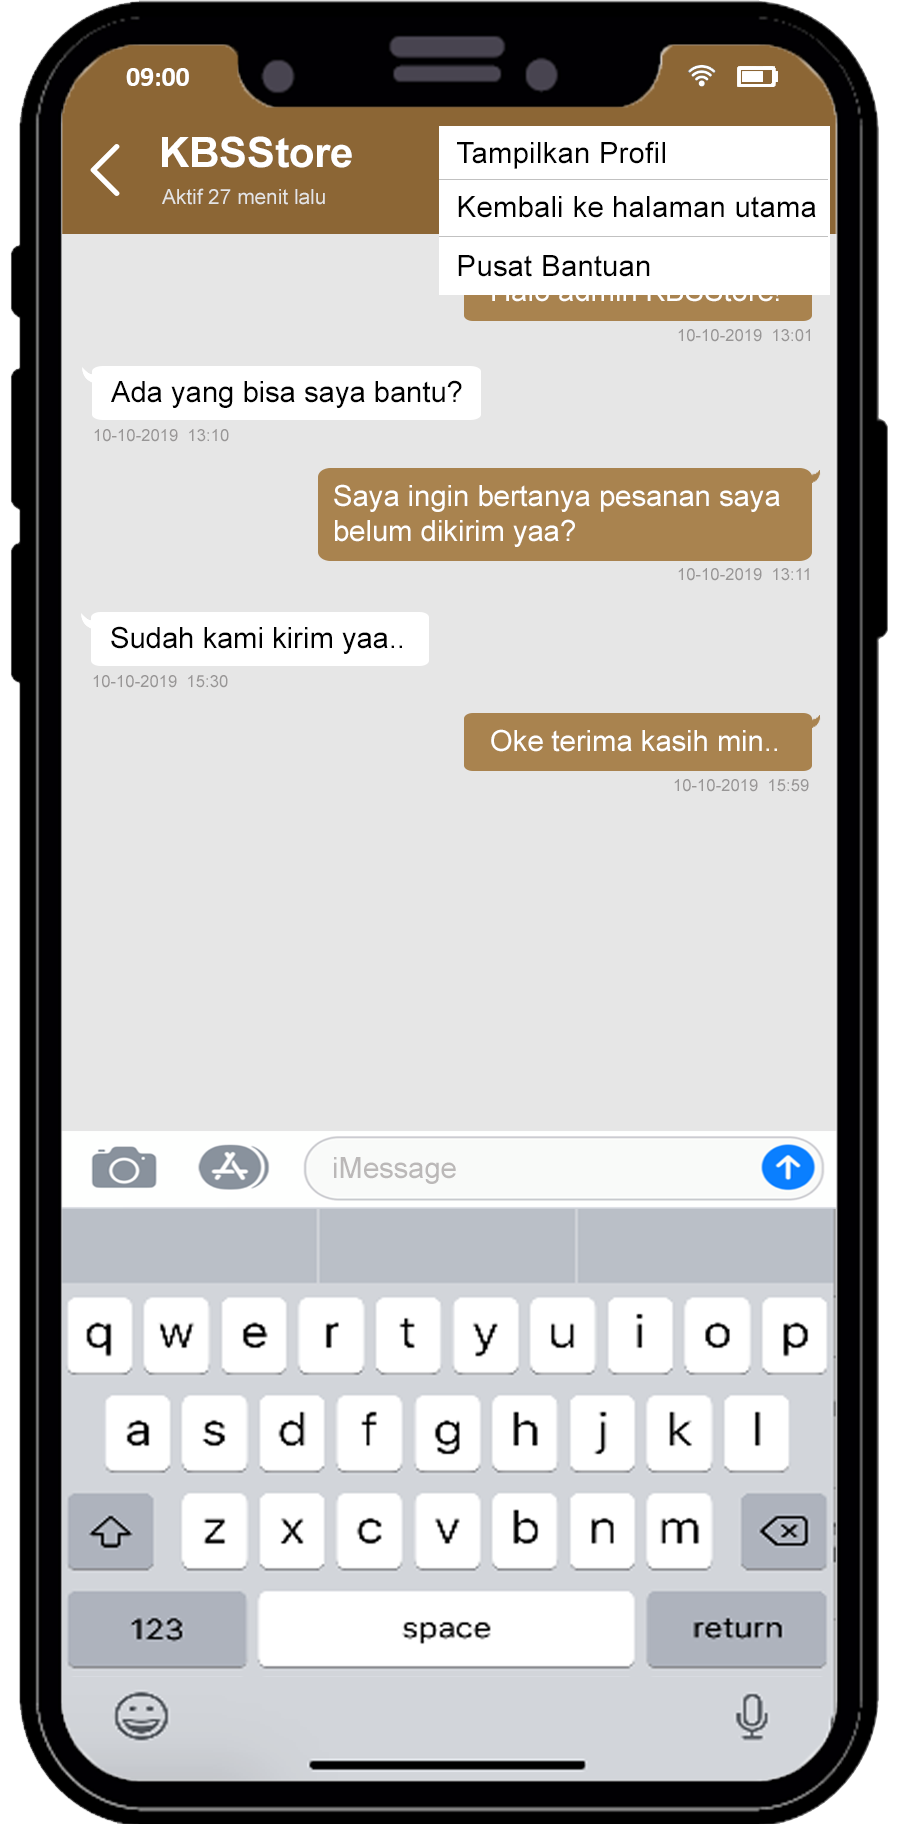 09:00
KBSStore
Aktif 27 menit lalu
Tampilkan Profil
Kembali ke halaman utama
Pusat Bantuan
Halo admin KBSStore!
10-10-2019 13:01
Ada yang bisa saya bantu?
10-10-2019 13:10
Saya ingin bertanya pesanan saya
belum dikirim yaa?
10-10-2019 13:11
Sudah kami kirim yaa..
10-10-2019 15:30
Oke terima kasih min..
10-10-2019 15:59
iMessage
q w e r t y u i o p
a s d f g h j k l
z x c v b n m
123 space return